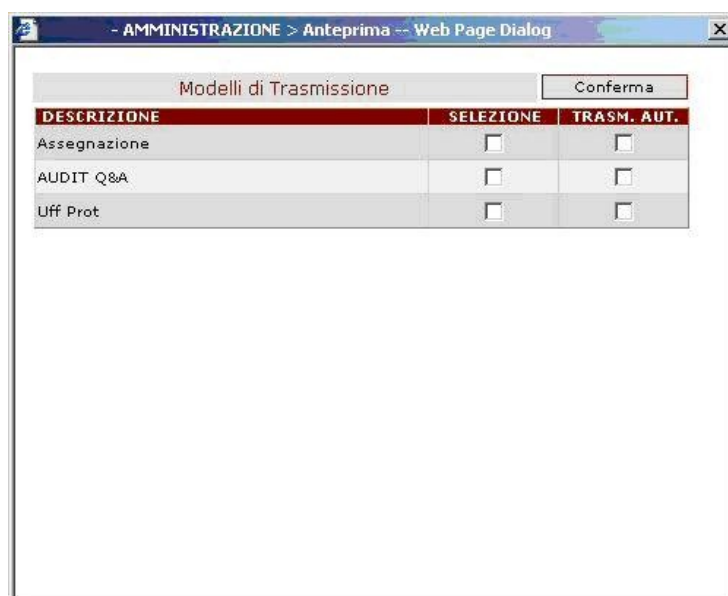 - AMMINISTRAZIONE > Anteprima -- Web Page Dialog
Modelli di Trasmissione Conferma
DESCRIZIONE SELEZIONE TRASM. AUT.
Assegnazione
AUDIT Q&A
Uff Prot